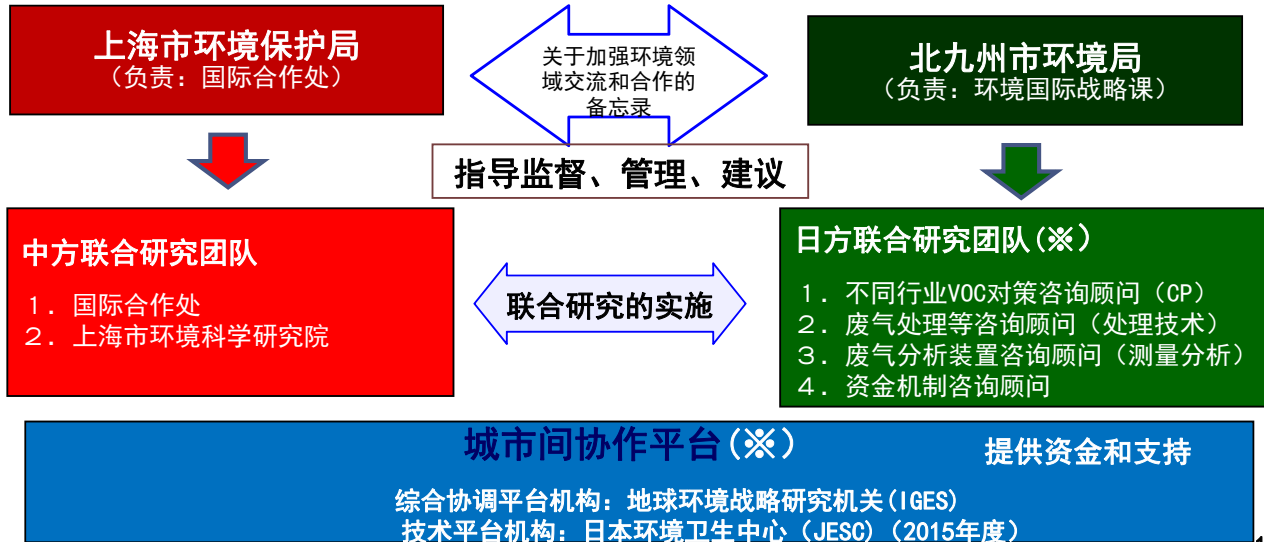 上海市环境保护局
（负责：国际合作处）
关于加强环境领
域交流和合作的
备忘录
北九州市环境局
（负责：环境国际战略课）
指导监督、管理、建议
中方联合研究团队
１．国际合作处
２．上海市环境科学研究院
联合研究的实施
日方联合研究团队(※）
１．不同行业VOC对策咨询顾问（CP）
２．废气处理等咨询顾问（处理技术）
３．废气分析装置咨询顾问（测量分析）
４．资金机制咨询顾问
城市间协作平台(※）
提供资金和支持
综合协调平台机构：地球环境战略研究机关(IGES)
技术平台机构：日本环境卫生中心（JESC)（2015年度）